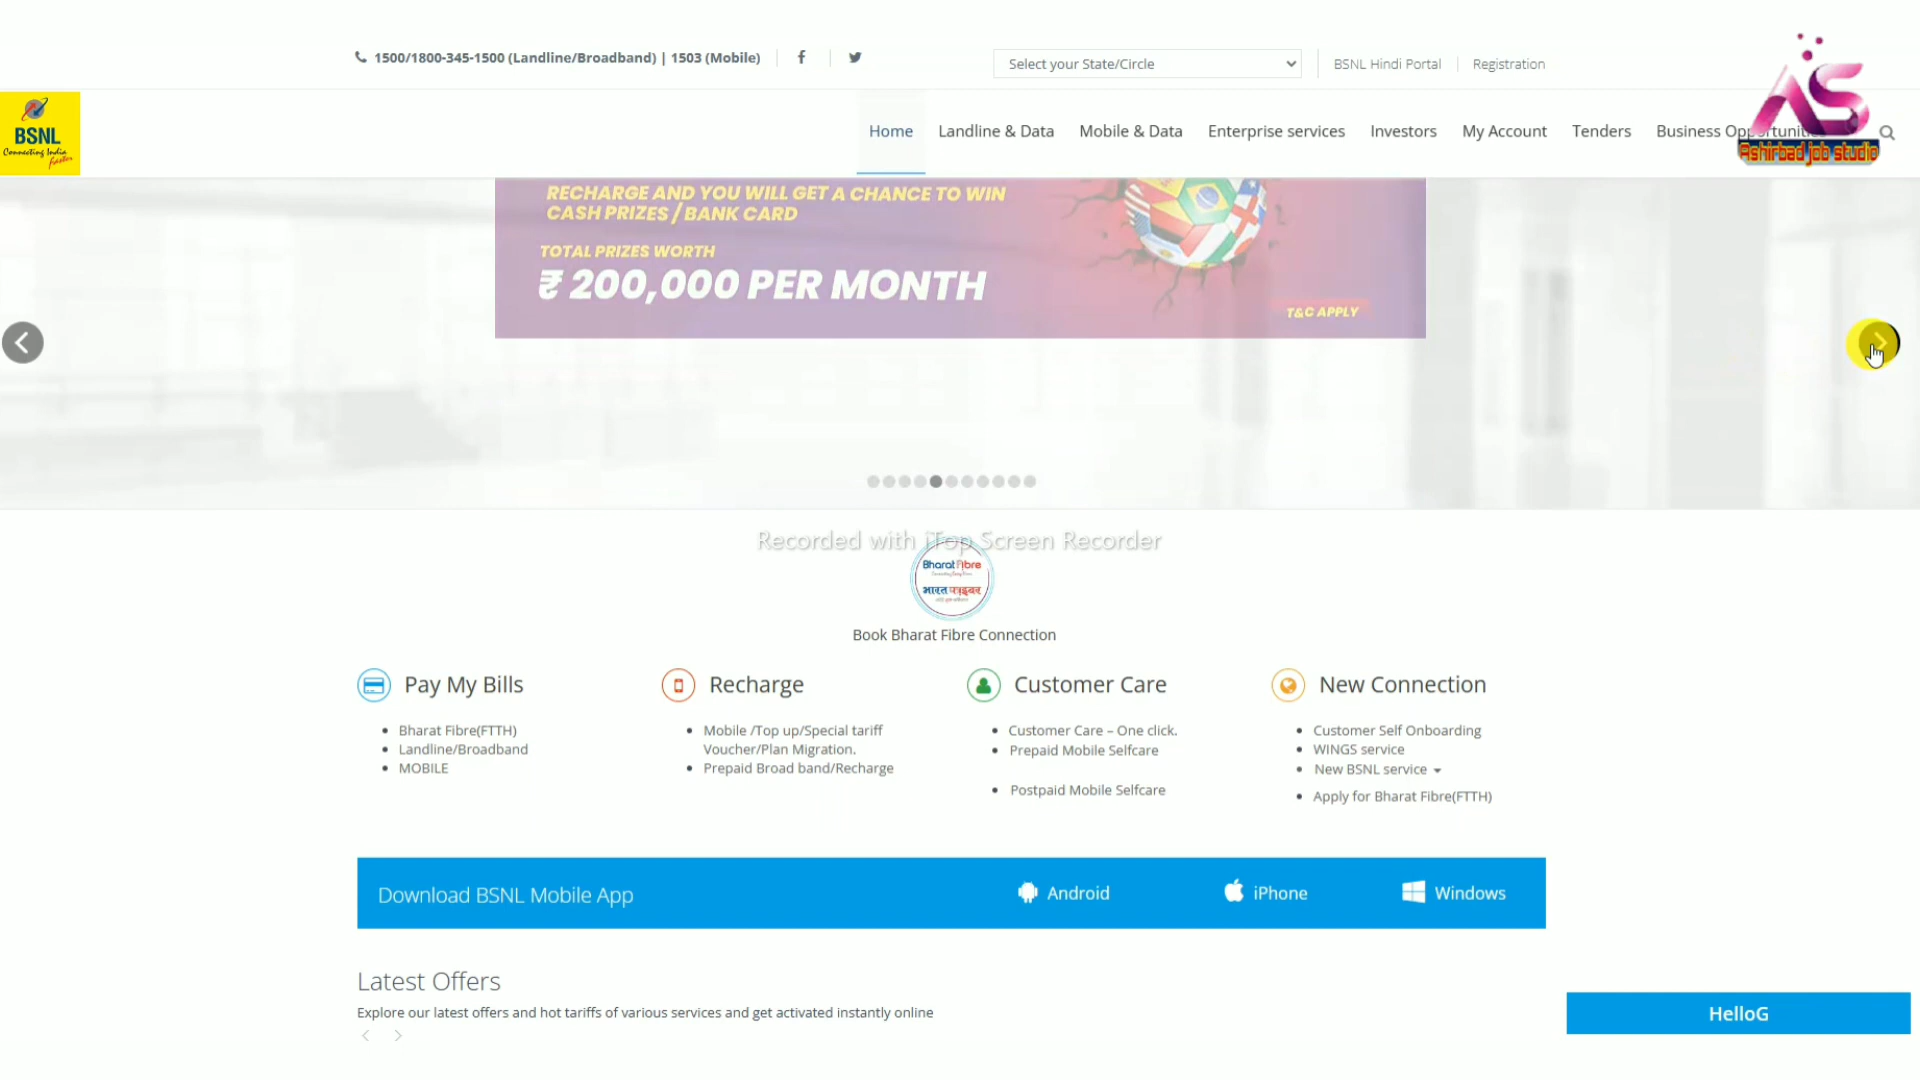 1500/1800-345-1500 (Landline/Broadband) | 1503 (Mobile)
Select your State/Circle
BSNL Hindi Portal
Registration
BSNL
Connecting India
faster
Home
Landline & Data
Mobile & Data
Enterprise services
Investors
My Account
Tenders
Business Opportunities
AS
Ashirbad job studio
RECHARGE AND YOU WILL GET A CHANCE TO WIN
CASH PRIZES / BANK CARD
TOTAL PRIZES WORTH
₹ 200,000 PER MONTH
T&C APPLY
Recorded with iTop Screen Recorder
Bharat Fibre
भारत फाइबर
Book Bharat Fibre Connection
Pay My Bills
Bharat Fibre(FTTH)
Landline/Broadband
MOBILE
Recharge
Mobile /Top up/Special tariff
Voucher/Plan Migration.
Prepaid Broad band/Recharge
Customer Care
Customer Care – One click.
Prepaid Mobile Selfcare
Postpaid Mobile Selfcare
New Connection
Customer Self Onboarding
WINGS service
New BSNL service
Apply for Bharat Fibre(FTTH)
Download BSNL Mobile App
Android
iPhone
Windows
Latest Offers
Explore our latest offers and hot tariffs of various services and get activated instantly online
HelloG